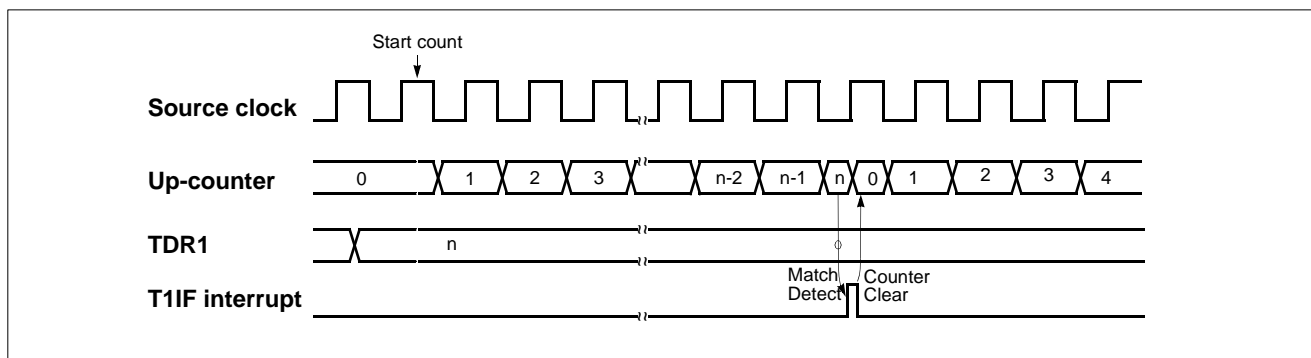 Start count
Source clock
Up-counter 0 1 2 3 n-2 n-1 n 0 1 2 3 4
TDR1 n
Match Detect
Counter Clear
T1IF interrupt